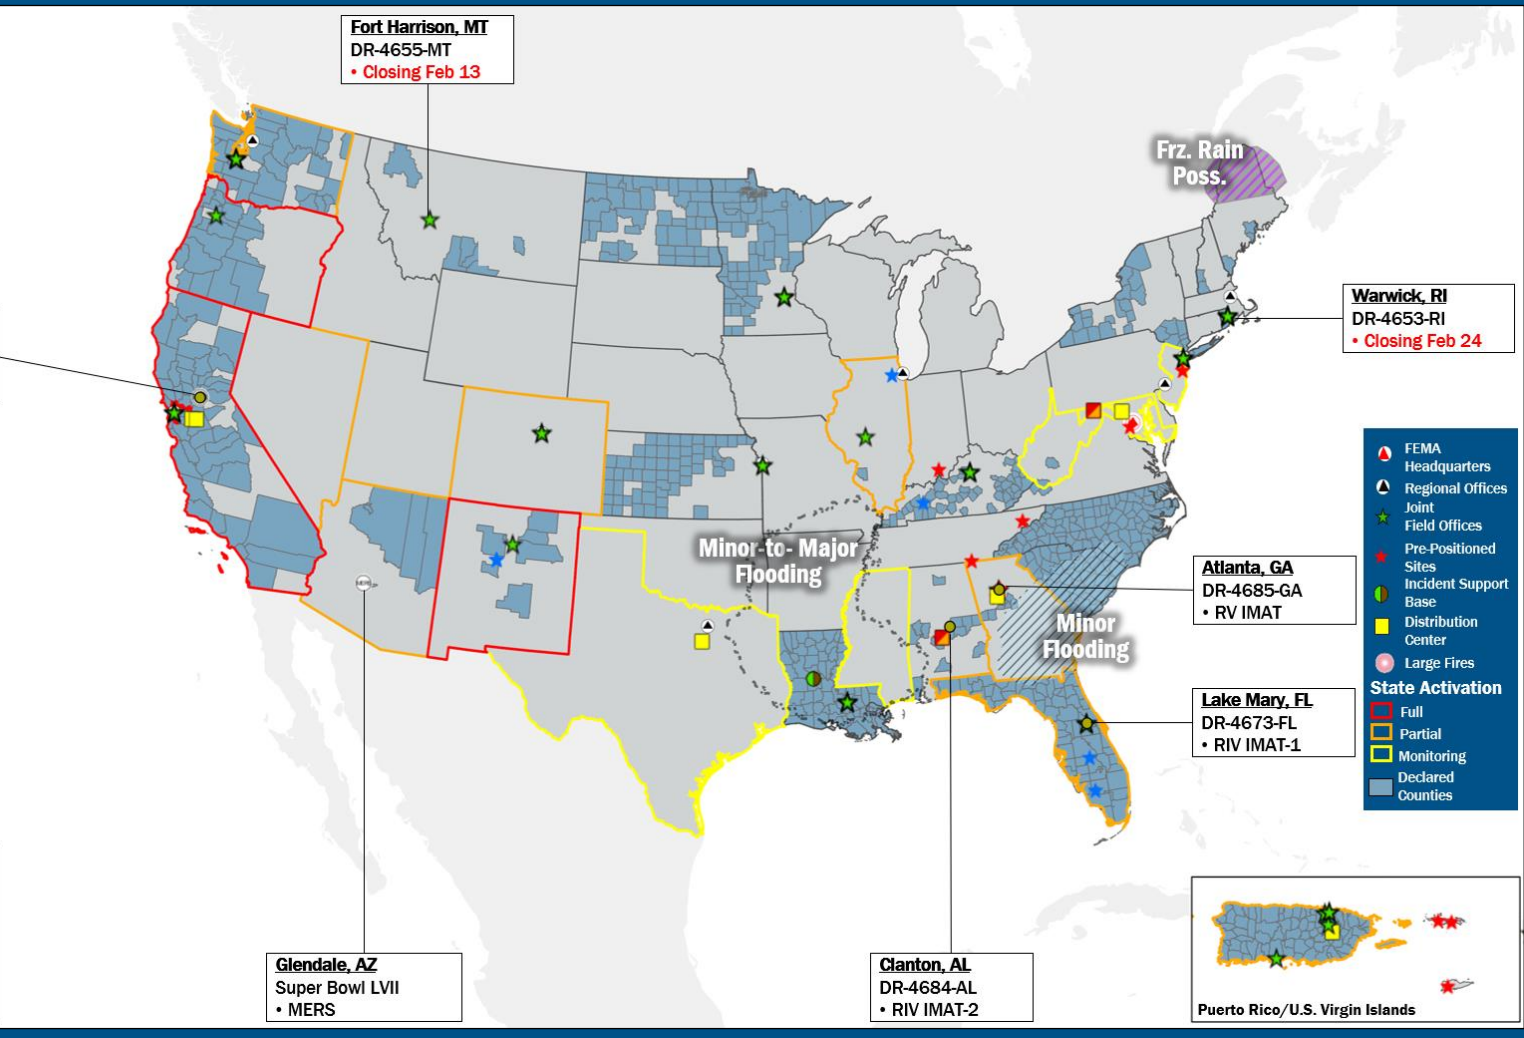 Fort Harrison, MT
DR-4655-MT
• Closing Feb 13
Frz. Rain
Poss.
Warwick, RI
DR-4653-RI
• Closing Feb 24
Minor-to- Major
Flooding
Atlanta, GA
DR-4685-GA
• RV IMAT
Minor
Flooding
Lake Mary, FL
DR-4673-FL
• RIV IMAT-1
FEMA
Headquarters
Regional Offices
Joint
Field Offices
Pre-Positioned
Sites
Incident Support
Base
Distribution
Center
Large Fires
State Activation
Full
Partial
Monitoring
Declared
Counties
Glendale, AZ
Super Bowl LVII
• MERS
Clanton, AL
DR-4684-AL
• RIV IMAT-2
Puerto Rico/U.S. Virgin Islands